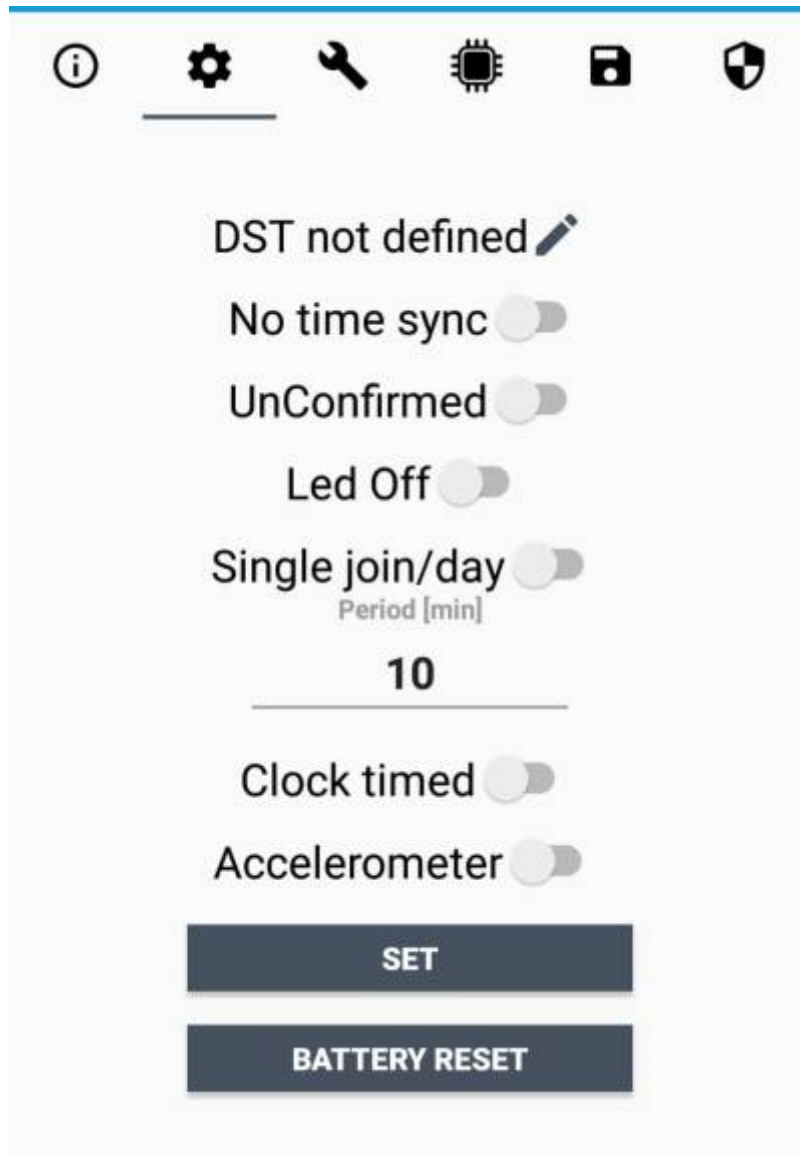 DST not defined
No time sync
UnConfirmed
Led Off
Single join/day
Period [min]
10
Clock timed
Accelerometer
SET
BATTERY RESET